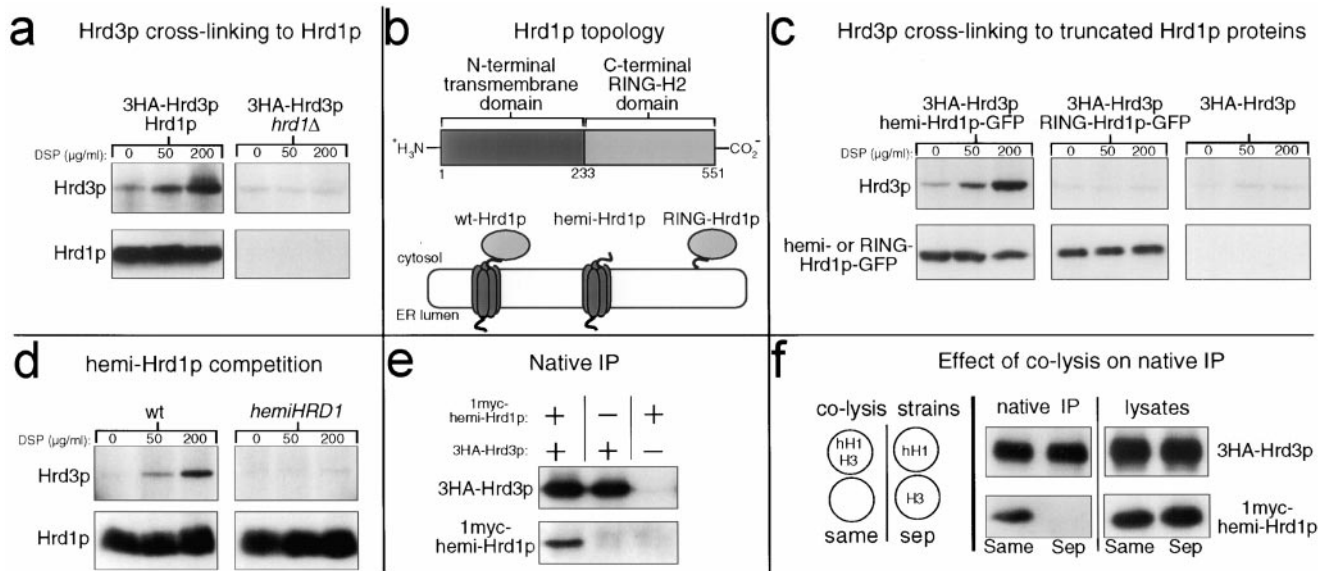 a
Hrd3p cross-linking to Hrd1p
3HA-Hrd3p
Hrd1p
3HA-Hrd3p
hrd1Δ
DSP (µg/ml):
0 50 200
0 50 200
Hrd3p
Hrd1p
b
Hrd1p topology
N-terminal
transmembrane
domain
C-terminal
RING-H2
domain
*H3N
CO2-
1
233
551
wt-Hrd1p
hemi-Hrd1p
RING-Hrd1p
cytosol
ER lumen
c
Hrd3p cross-linking to truncated Hrd1p proteins
3HA-Hrd3p
hemi-Hrd1p-GFP
3HA-Hrd3p
RING-Hrd1p-GFP
3HA-Hrd3p
DSP (µg/ml):
0 50 200
0 50 200
0 50 200
Hrd3p
hemi- or RING-
Hrd1p-GFP
d
hemi-Hrd1p competition
wt
hemiHRD1
DSP (µg/ml):
0 50 200
0 50 200
Hrd3p
Hrd1p
e
Native IP
1myc-
hemi-Hrd1p:
+ − +
3HA-Hrd3p:
+ + −
3HA-Hrd3p
1myc-
hemi-Hrd1p
f
Effect of co-lysis on native IP
co-lysis strains
hH1
H3
hH1
H3
same sep
native IP
lysates
3HA-Hrd3p
1myc-
hemi-Hrd1p
Same Sep
Same Sep